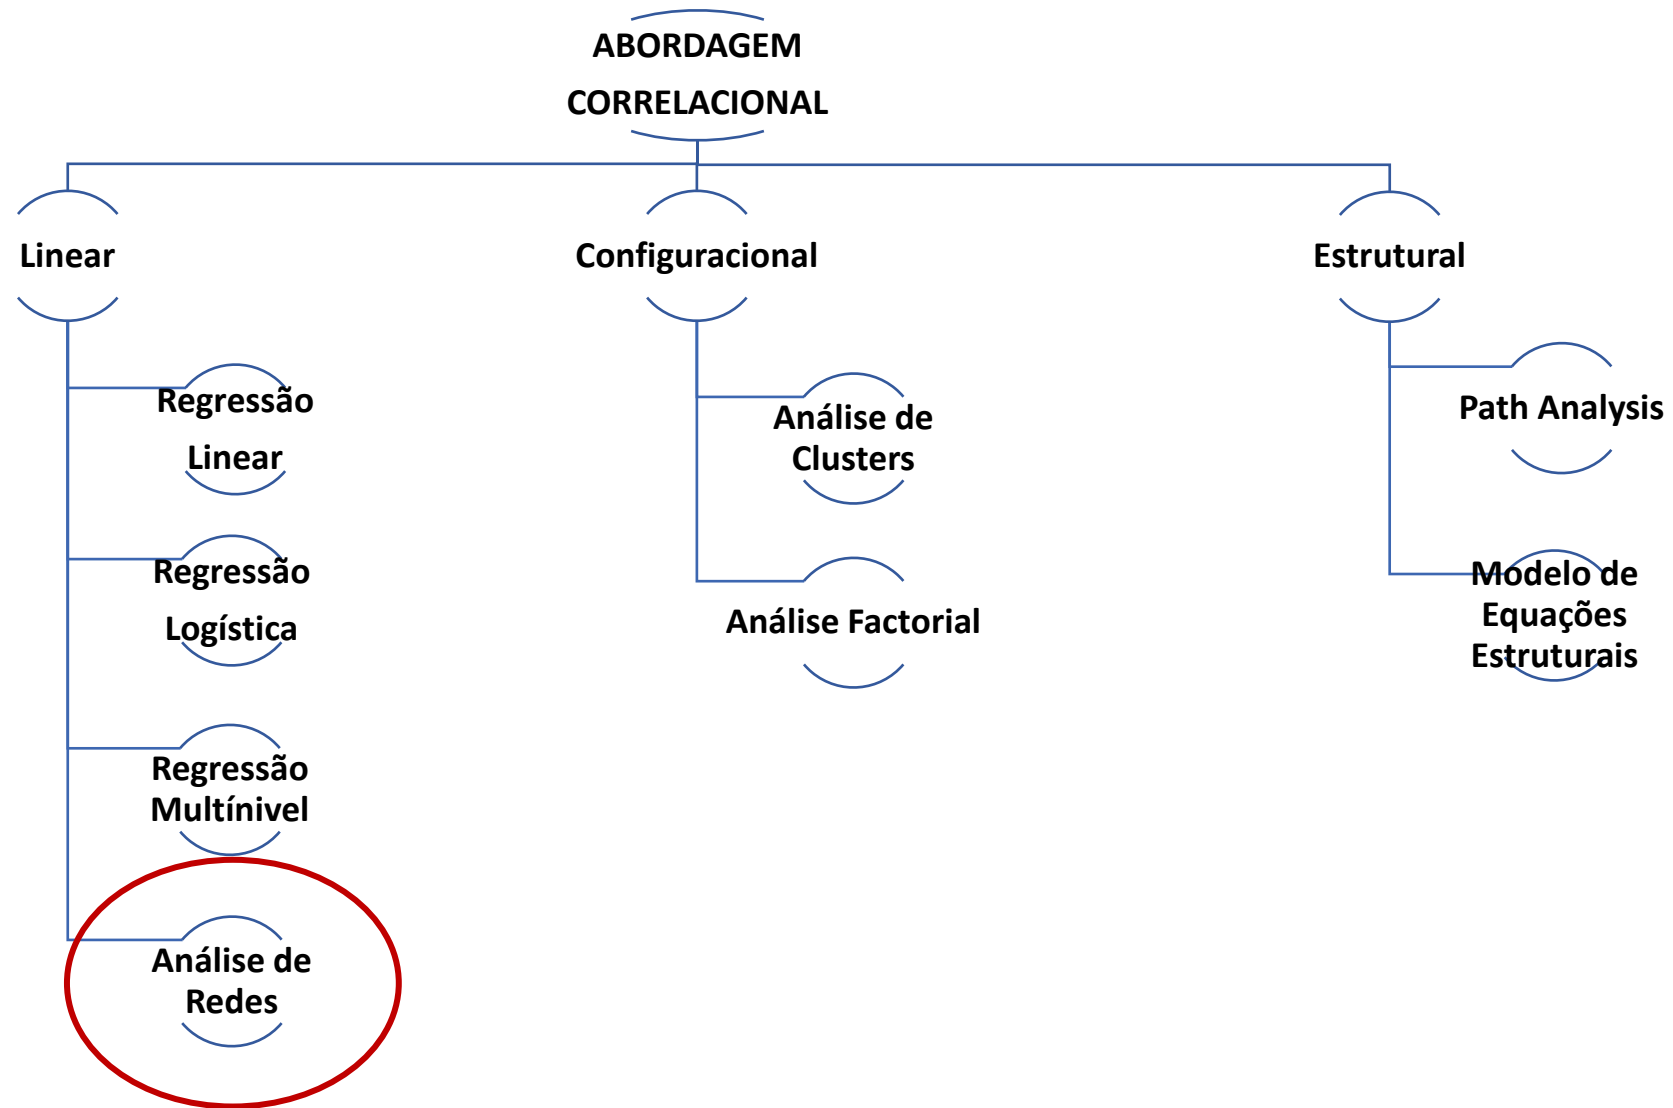 ABORDAGEM
CORRELACIONAL
Linear
Configuracional
Estrutural
Regressão
Linear
Regressão
Logística
Regressão
Multínivel
Análise de
Redes
Análise de
Clusters
Análise Factorial
Path Analysis
Modelo de
Equações
Estruturais